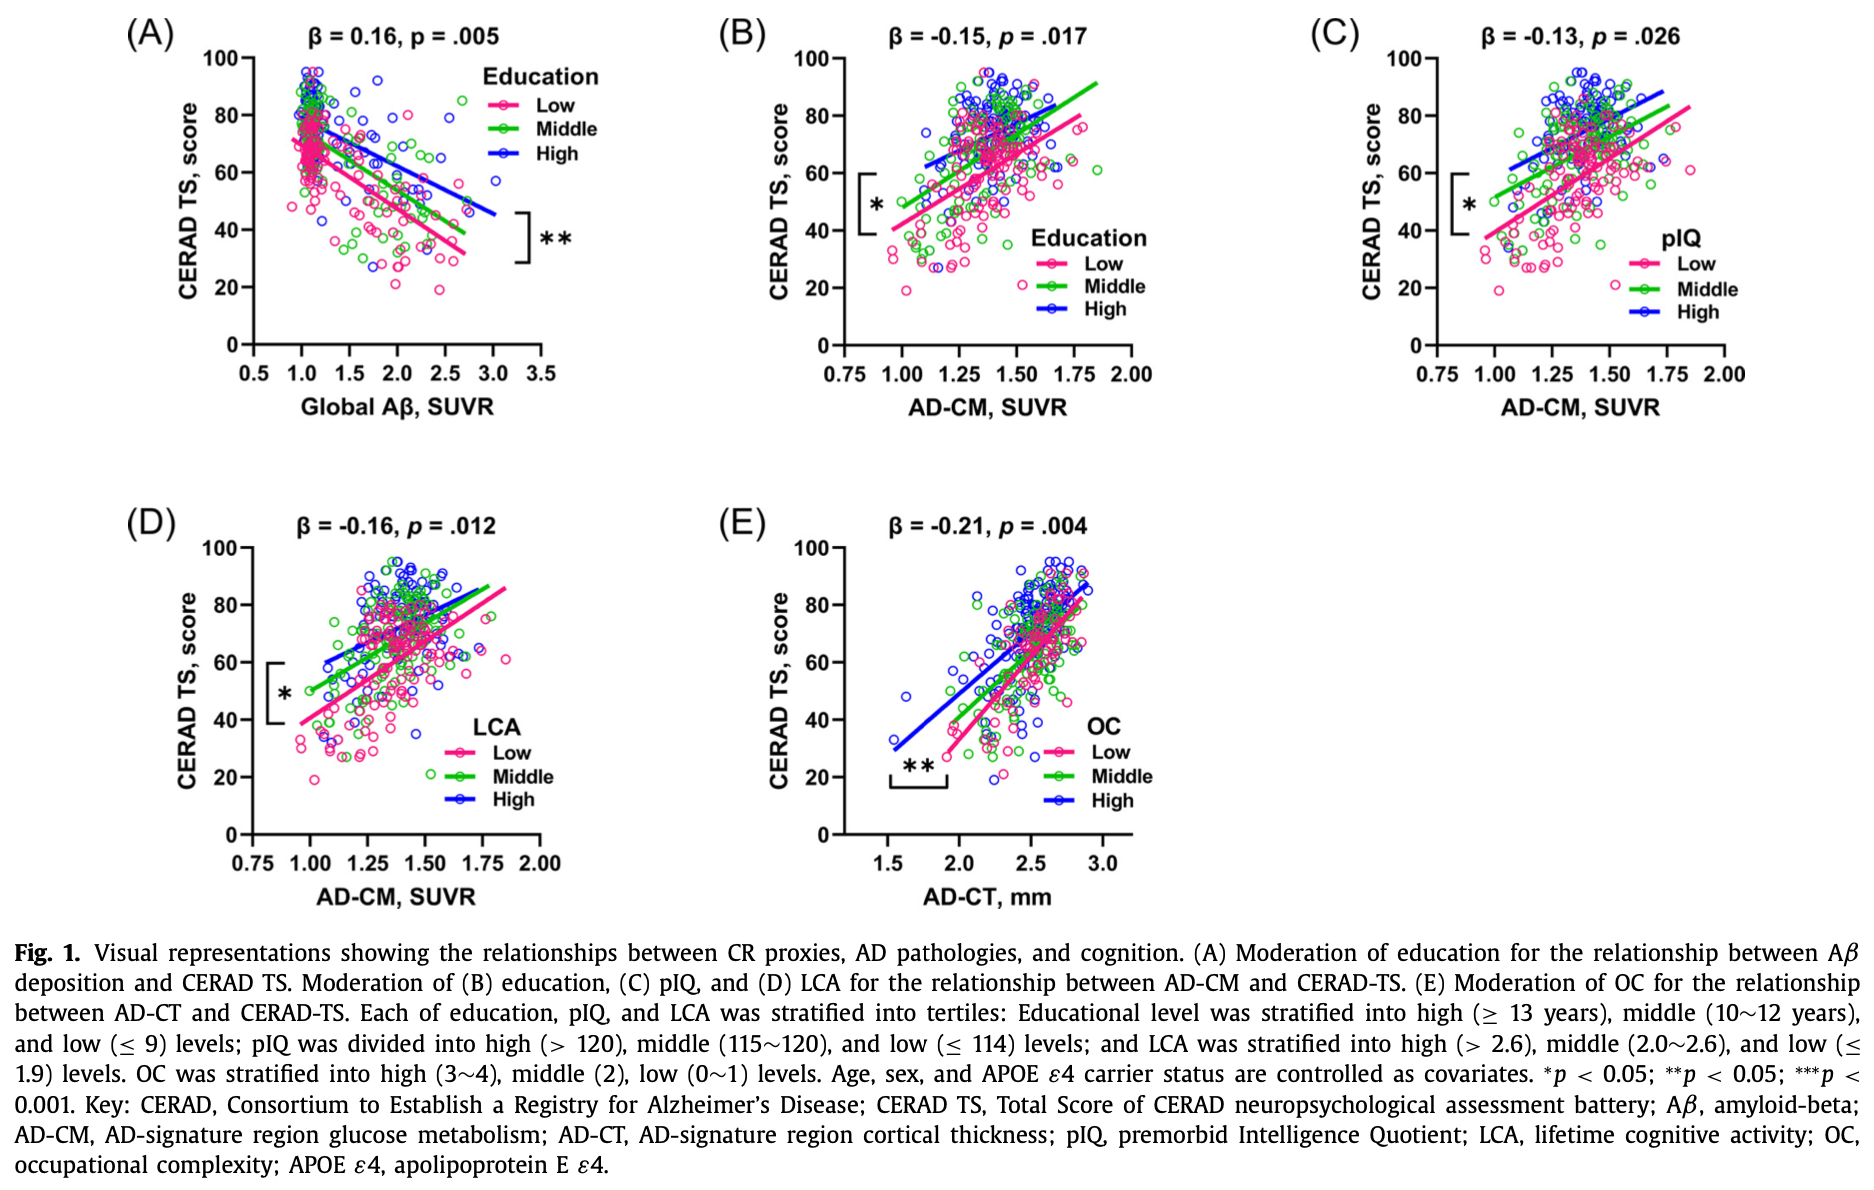 (A)
β = 0.16, p = .005
CERAD TS, score
100
80
60
40
20
0
Education
Low
Middle
High
**
0.5 1.0 1.5 2.0 2.5 3.0 3.5
Global Aβ, SUVR
(B)
β = -0.15, p = .017
CERAD TS, score
100
80
60
40
20
0
*
Education
Low
Middle
High
0.75 1.00 1.25 1.50 1.75 2.00
AD-CM, SUVR
(C)
β = -0.13, p = .026
CERAD TS, score
100
80
60
40
20
0
*
pIQ
Low
Middle
High
0.75 1.00 1.25 1.50 1.75 2.00
AD-CM, SUVR
(D)
β = -0.16, p = .012
CERAD TS, score
100
80
60
40
20
0
*
LCA
Low
Middle
High
0.75 1.00 1.25 1.50 1.75 2.00
AD-CM, SUVR
(E)
β = -0.21, p = .004
CERAD TS, score
100
80
60
40
20
0
**
OC
Low
Middle
High
1.5 2.0 2.5 3.0
AD-CT, mm
Fig. 1. Visual representations showing the relationships between CR proxies, AD pathologies, and cognition. (A) Moderation of education for the relationship between Aβ
deposition and CERAD TS. Moderation of (B) education, (C) pIQ, and (D) LCA for the relationship between AD-CM and CERAD-TS. (E) Moderation of OC for the relationship
between AD-CT and CERAD-TS. Each of education, pIQ, and LCA was stratified into tertiles: Educational level was stratified into high (≥ 13 years), middle (10~12 years),
and low (≤ 9) levels; pIQ was divided into high (> 120), middle (115~120), and low (≤ 114) levels; and LCA was stratified into high (> 2.6), middle (2.0~2.6), and low (≤
1.9) levels. OC was stratified into high (3~4), middle (2), low (0~1) levels. Age, sex, and APOE ε4 carrier status are controlled as covariates. *p < 0.05; **p < 0.05; ***p <
0.001. Key: CERAD, Consortium to Establish a Registry for Alzheimer's Disease; CERAD TS, Total Score of CERAD neuropsychological assessment battery; Aβ, amyloid-beta;
AD-CM, AD-signature region glucose metabolism; AD-CT, AD-signature region cortical thickness; pIQ, premorbid Intelligence Quotient; LCA, lifetime cognitive activity; OC,
occupational complexity; APOE ε4, apolipoprotein E ε4.